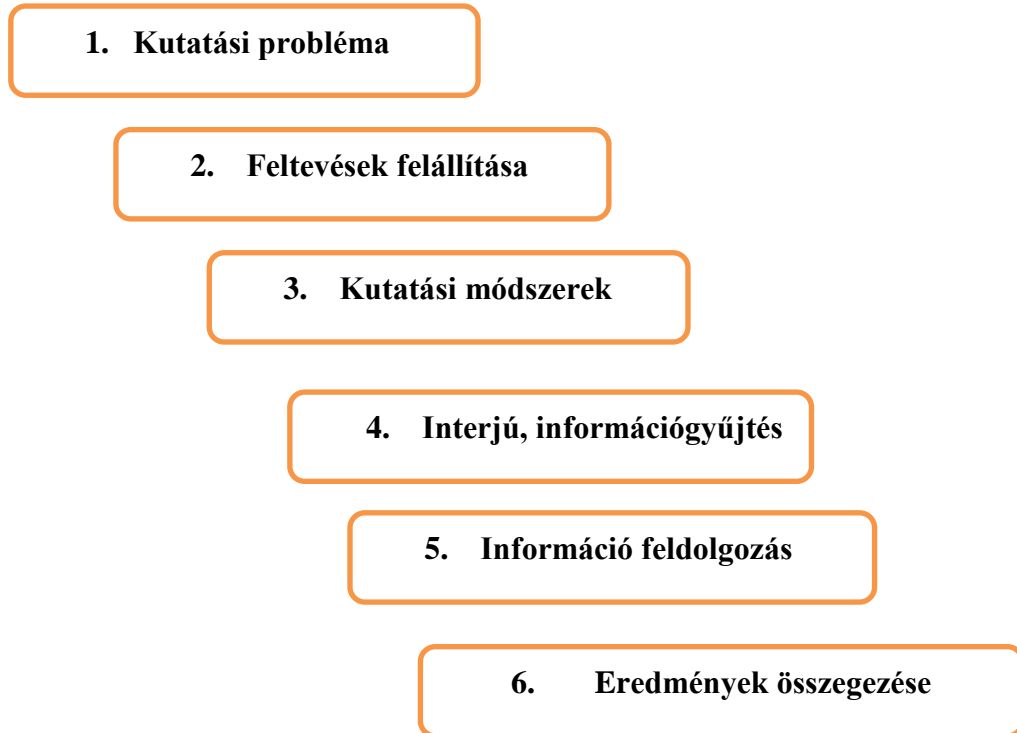 1. Kutatási probléma
2. Feltevések felállítása
3. Kutatási módszerek
4. Interjú, információgyűjtés
5. Információ feldolgozás
6. Eredmények összegezése